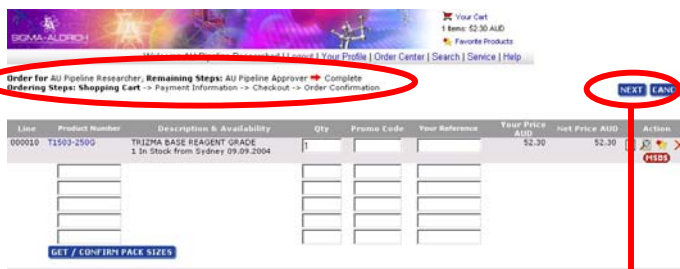 SIGMA-ALDRICH
Your Cart
1 Items: 52.30 AUD
Favorite Products
Welcome AU Pipeline Researcher! | Logout | Your Profile | Order Center | Search | Service | Help
Order for AU Pipeline Researcher, Remaining Steps: AU Pipeline Approver Complete
Ordering Steps: Shopping Cart -> Payment Information -> Checkout -> Order Confirmation
NEXT CANC
Line Product Number Description & Availability Qty Promo Code Your Reference Your Price AUD Net Price AUD Action
000010 T1503-250G TRIZMA BASE REAGENT GRADE 1 52.30 52.30
1 In Stock from Sydney 09.09.2004
MSDS
GET / CONFIRM PACK SIZES